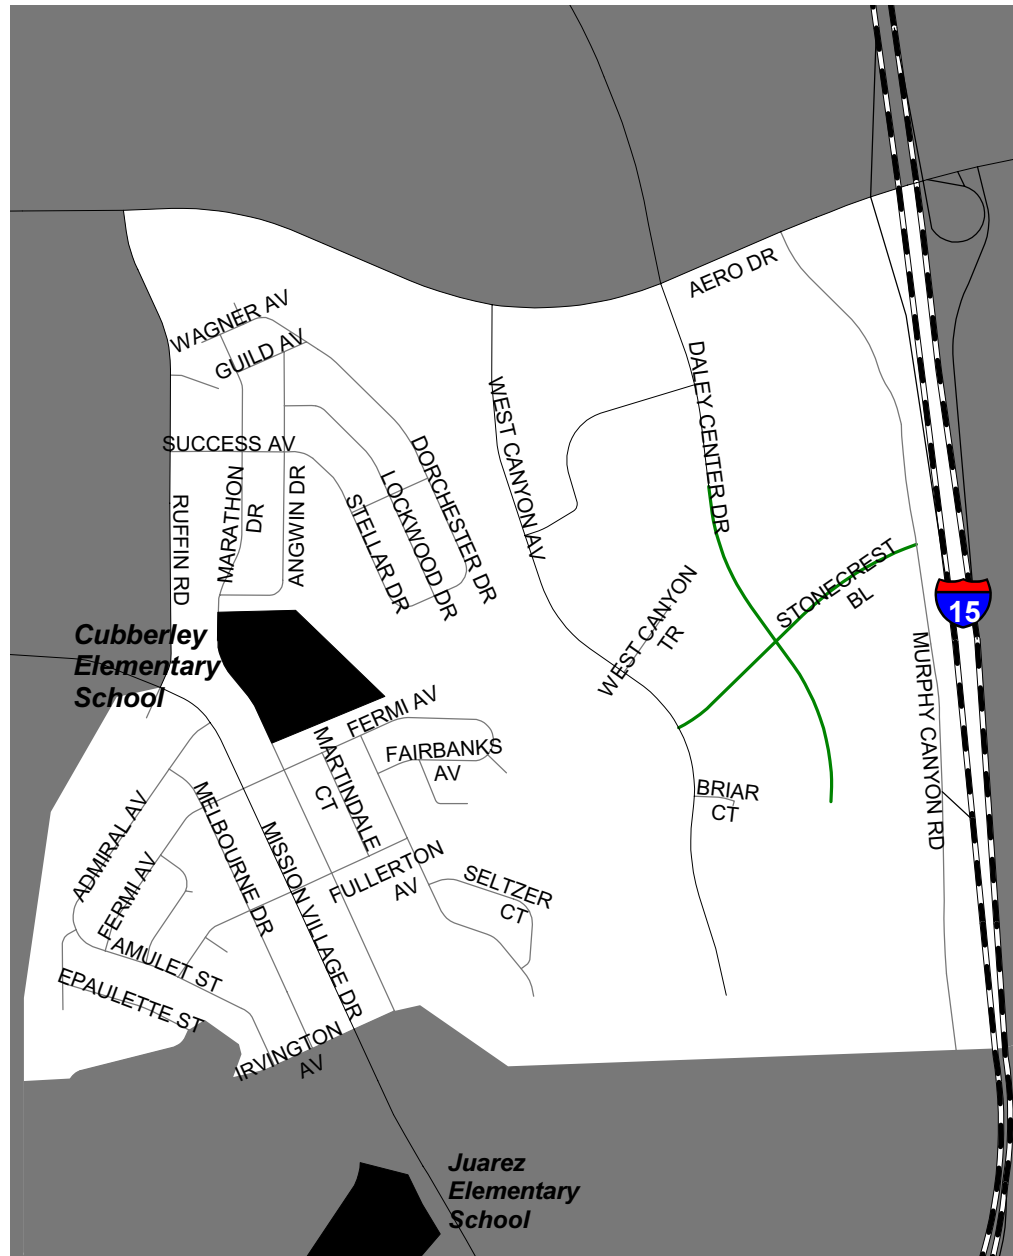 AERO DR
WAGNER AV
GUILD AV
DALEY CENTER DR
WEST CANYON AV
SUCCESS AV
DORCHESTER DR
LOCKWOOD DR
STELLAR DR
MARATHON
DR
ANGWIN DR
RUFFIN RD
STONECREST
BL
15
WEST CANYON
TR
Cubberley
Elementary
School
MURPHY CANYON RD
FERMI AV
MARTINDALE
CT
FAIRBANKS
AV
BRIAR
CT
ADMIRAL AV
MELBOURNE DR
MISSION VILLAGE DR
FULLERTON
AV
SELTZER
CT
FERMI AV
AMULET ST
EPAULETTE ST
IRVINGTON
AV
Juarez
Elementary
School